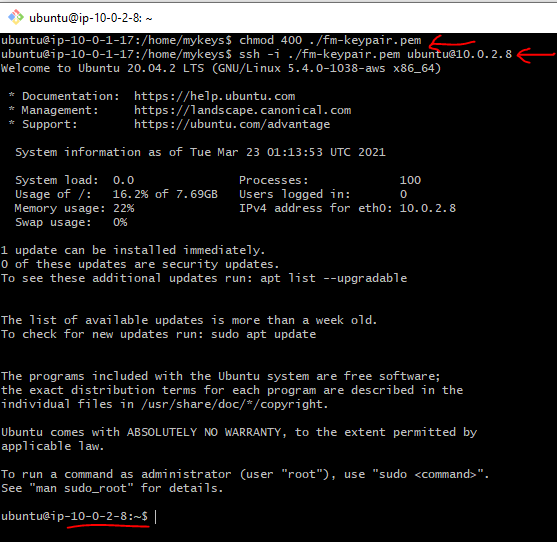 ubuntu@ip-10-0-2-8: ~
ubuntu@ip-10-0-1-17:/home/mykeys$ chmod 400 ./fm-keypair.pem
ubuntu@ip-10-0-1-17:/home/mykeys$ ssh -i ./fm-keypair.pem ubuntu@10.0.2.8
Welcome to Ubuntu 20.04.2 LTS (GNU/Linux 5.4.0-1038-aws x86_64)
* Documentation:  https://help.ubuntu.com
* Management:     https://landscape.canonical.com
* Support:        https://ubuntu.com/advantage
System information as of Tue Mar 23 01:13:53 UTC 2021
System load:  0.0                Processes:             100
Usage of /:   16.2% of 7.69GB   Users logged in:       0
Memory usage: 22%                IPv4 address for eth0: 10.0.2.8
Swap usage:   0%
1 update can be installed immediately.
0 of these updates are security updates.
To see these additional updates run: apt list --upgradable
The list of available updates is more than a week old.
To check for new updates run: sudo apt update
The programs included with the Ubuntu system are free software;
the exact distribution terms for each program are described in the
individual files in /usr/share/doc/*/copyright.
Ubuntu comes with ABSOLUTELY NO WARRANTY, to the extent permitted by
applicable law.
To run a command as administrator (user "root"), use "sudo <command>".
See "man sudo_root" for details.
ubuntu@ip-10-0-2-8:~$